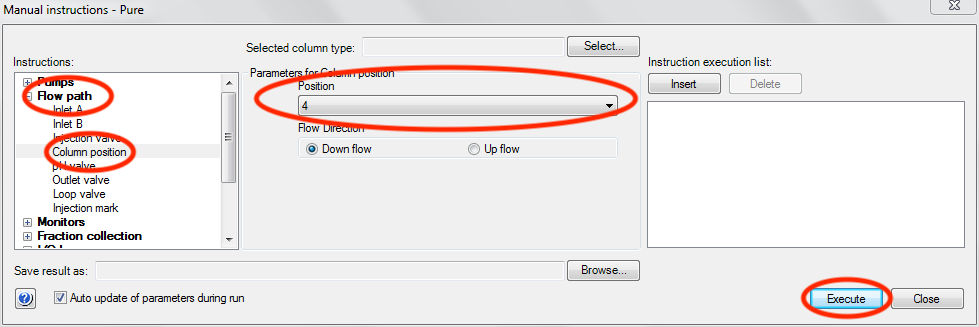 Manual instructions - Pure
Selected column type:
Select...
Instructions:
Pumps
Flow path
Inlet A
Inlet B
Injection valve
Column position
pH valve
Outlet valve
Loop valve
Injection mark
Monitors
Fraction collection
Parameters for Column position
Position
4
Flow Direction
Down flow
Up flow
Instruction execution list:
Insert
Delete
Save result as:
Browse...
?
Auto update of parameters during run
Execute
Close